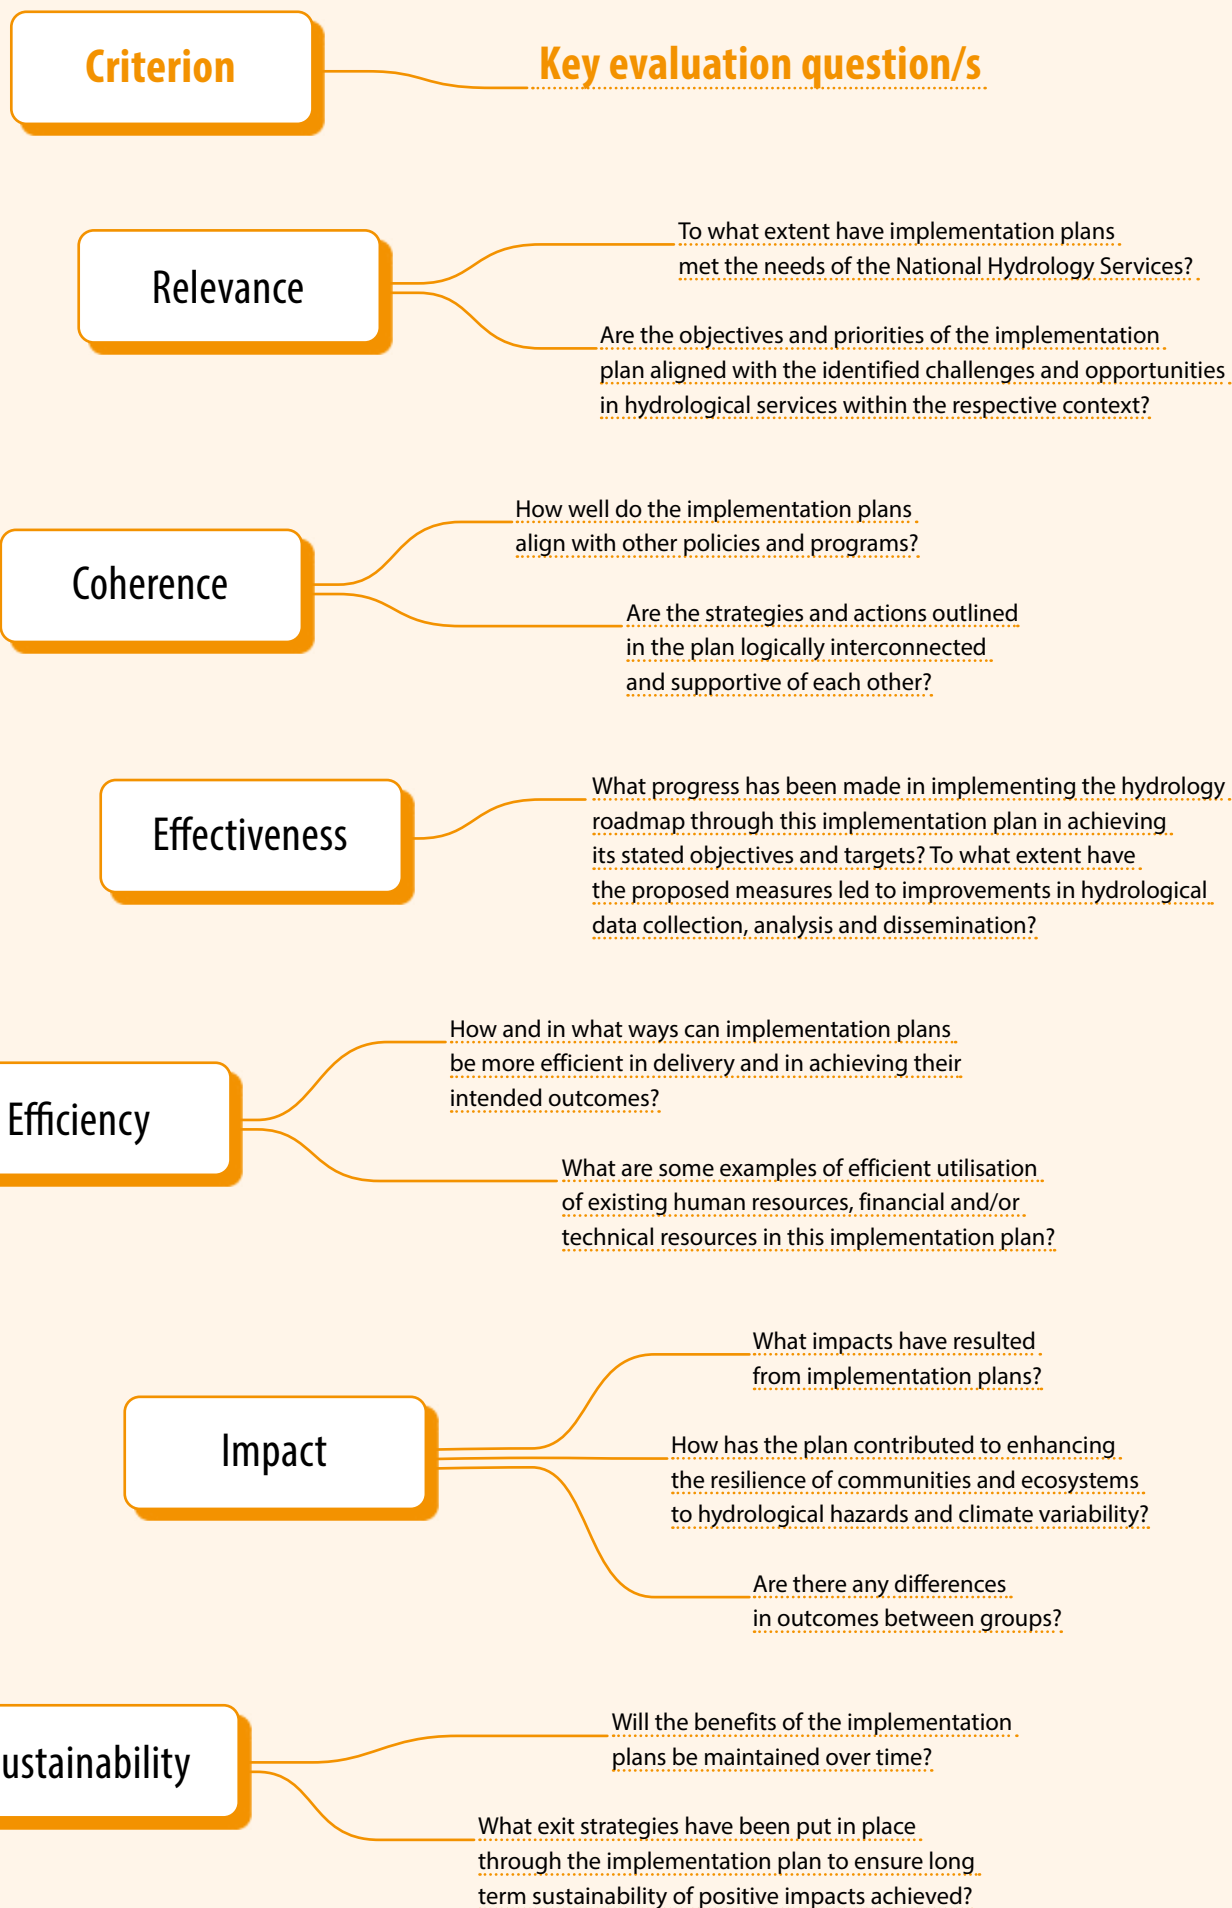 Criterion
Key evaluation question/s
Relevance
To what extent have implementation plans
met the needs of the National Hydrology Services?
Are the objectives and priorities of the implementation
plan aligned with the identified challenges and opportunities
in hydrological services within the respective context?
Coherence
How well do the implementation plans
align with other policies and programs?
Are the strategies and actions outlined
in the plan logically interconnected
and supportive of each other?
Effectiveness
What progress has been made in implementing the hydrology
roadmap through this implementation plan in achieving
its stated objectives and targets? To what extent have
the proposed measures led to improvements in hydrological
data collection, analysis and dissemination?
Efficiency
How and in what ways can implementation plans
be more efficient in delivery and in achieving their
intended outcomes?
What are some examples of efficient utilisation
of existing human resources, financial and/or
technical resources in this implementation plan?
Impact
What impacts have resulted
from implementation plans?
How has the plan contributed to enhancing
the resilience of communities and ecosystems
to hydrological hazards and climate variability?
Are there any differences
in outcomes between groups?
ustainability
Will the benefits of the implementation
plans be maintained over time?
What exit strategies have been put in place
through the implementation plan to ensure long
term sustainability of positive impacts achieved?